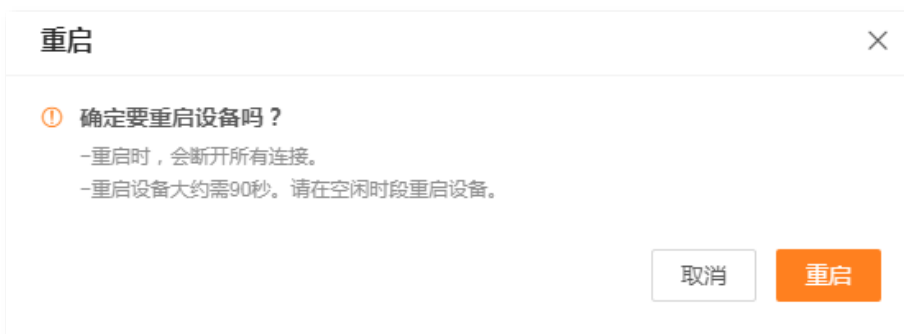 重启
确定要重启设备吗？
-重启时，会断开所有连接。
-重启设备大约需90秒。请在空闲时段重启设备。
取消
重启